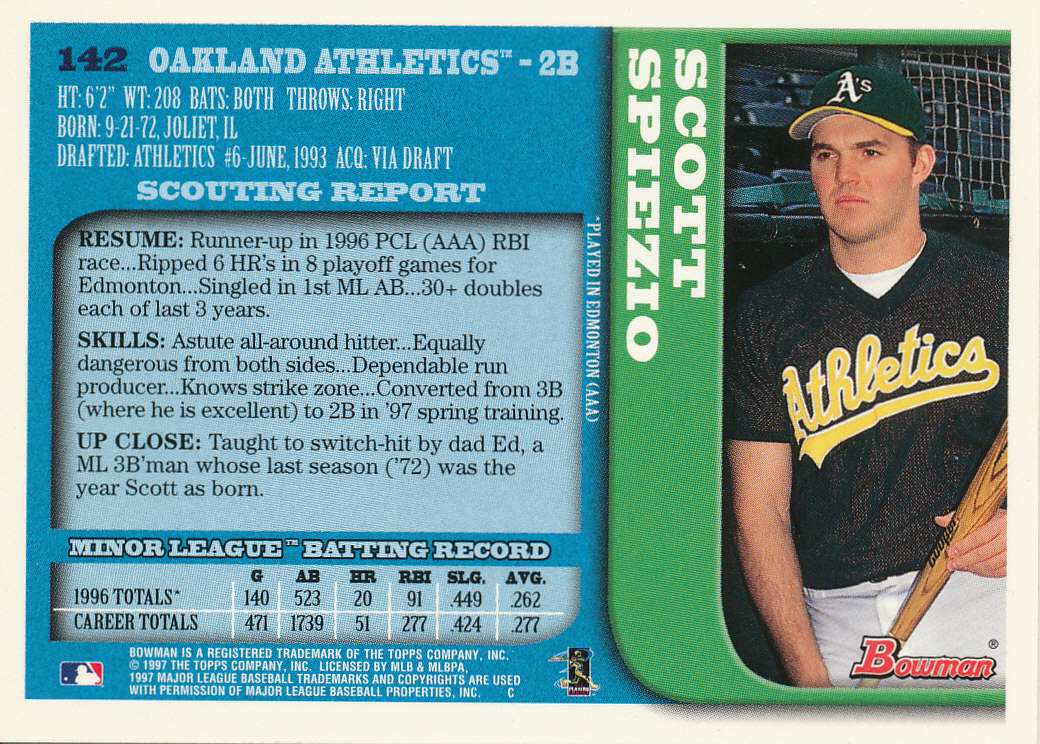 142 OAKLAND ATHLETICS™ - 2B
HT: 6'2" WT: 208 BATS: BOTH THROWS: RIGHT
BORN: 9-21-72, JOLIET, IL
DRAFTED: ATHLETICS #6-JUNE, 1993 ACQ: VIA DRAFT
SCOUTING REPORT
RESUME: Runner-up in 1996 PCL (AAA) RBI
race...Ripped 6 HR's in 8 playoff games for
Edmonton...Singled in 1st ML AB...30+ doubles
each of last 3 years.
SKILLS: Astute all-around hitter...Equally
dangerous from both sides...Dependable run
producer...Knows strike zone...Converted from 3B
(where he is excellent) to 2B in '97 spring training.
UP CLOSE: Taught to switch-hit by dad Ed, a
ML 3B'man whose last season ('72) was the
year Scott as born.
MINOR LEAGUE™ BATTING RECORD
G AB HR RBI SLG. AVG.
1996 TOTALS* 140 523 20 91 .449 .262
CAREER TOTALS 471 1739 51 277 .424 .277
BOWMAN IS A REGISTERED TRADEMARK OF THE TOPPS COMPANY, INC.
© 1997 THE TOPPS COMPANY, INC. LICENSED BY MLB & MLBPA,
1997 MAJOR LEAGUE BASEBALL TRADEMARKS AND COPYRIGHTS ARE USED
WITH PERMISSION OF MAJOR LEAGUE BASEBALL PROPERTIES, INC. C
*PLAYED IN EDMONTON (AAA)
SCOTT
SPIEZIO
A's
Athletics
Bowman®